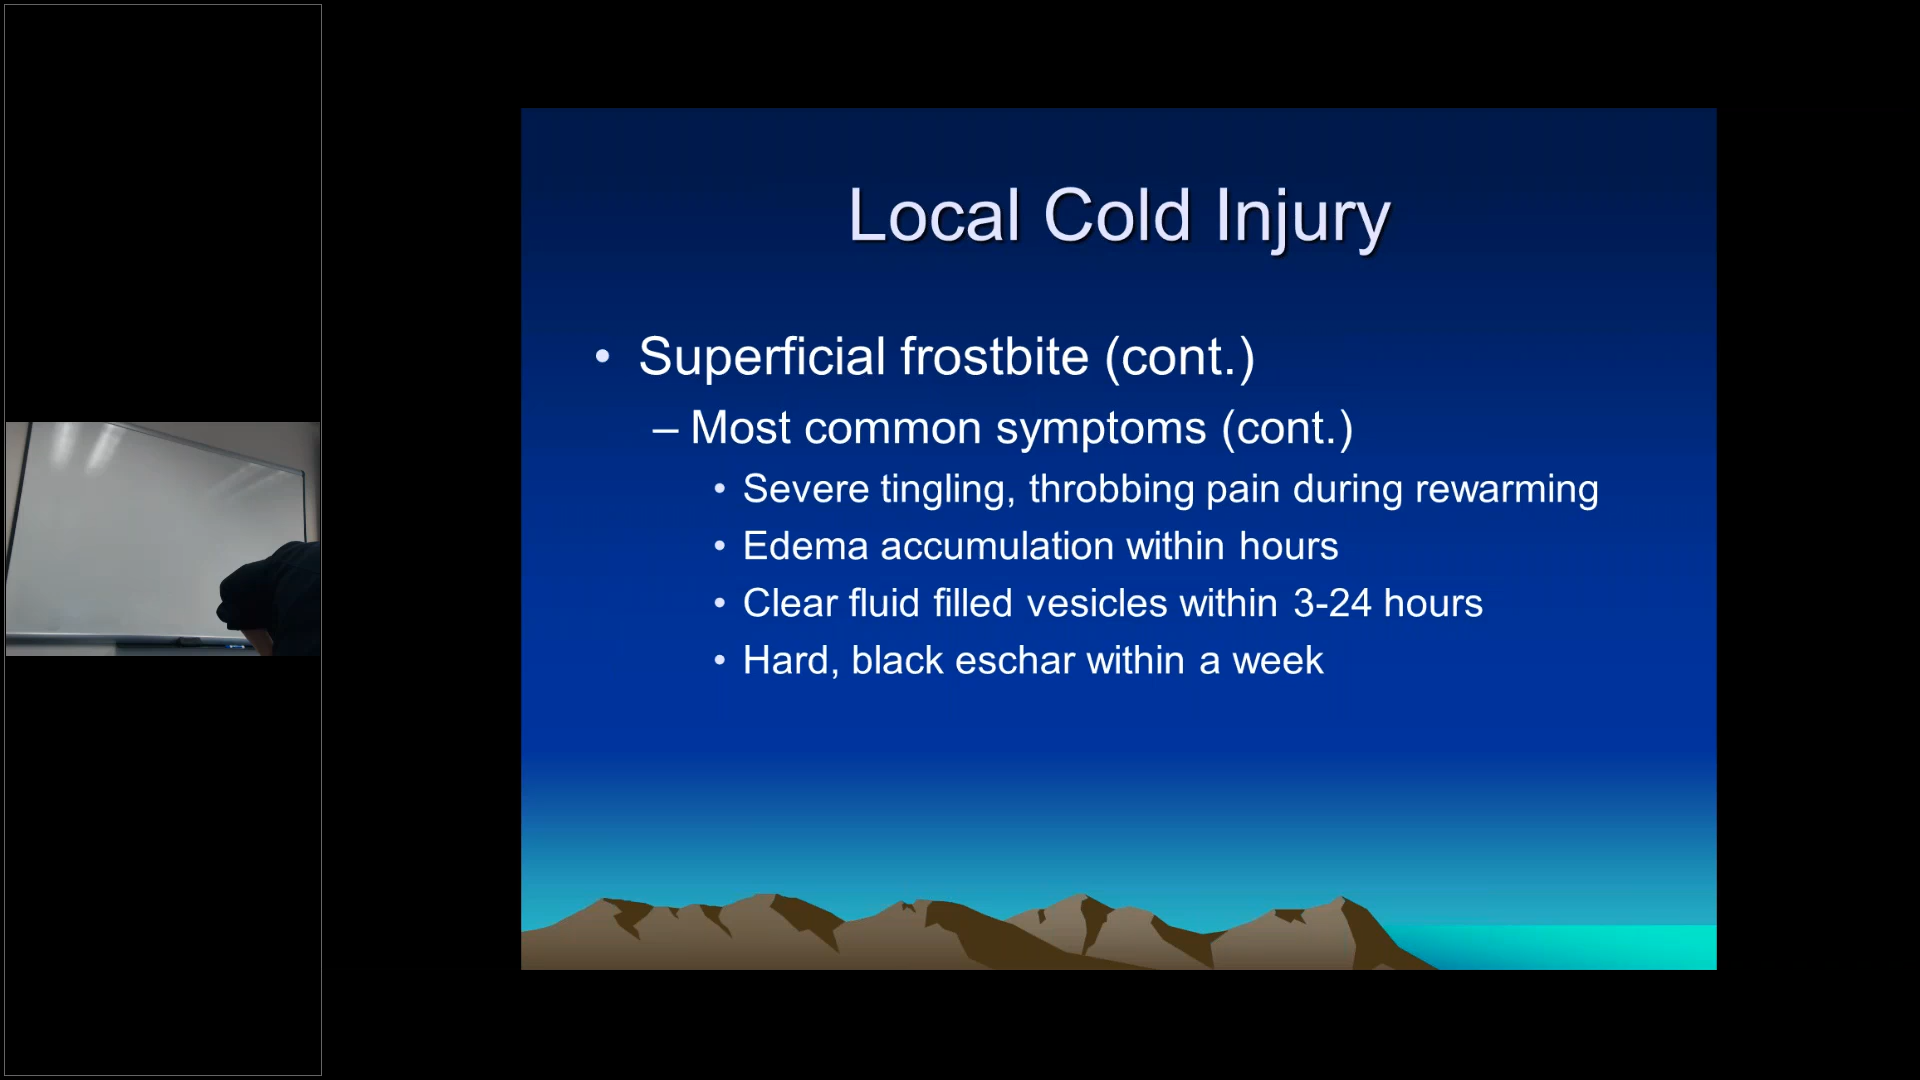 Local Cold Injury
• Superficial frostbite (cont.)
– Most common symptoms (cont.)
• Severe tingling, throbbing pain during rewarming
• Edema accumulation within hours
• Clear fluid filled vesicles within 3-24 hours
• Hard, black eschar within a week